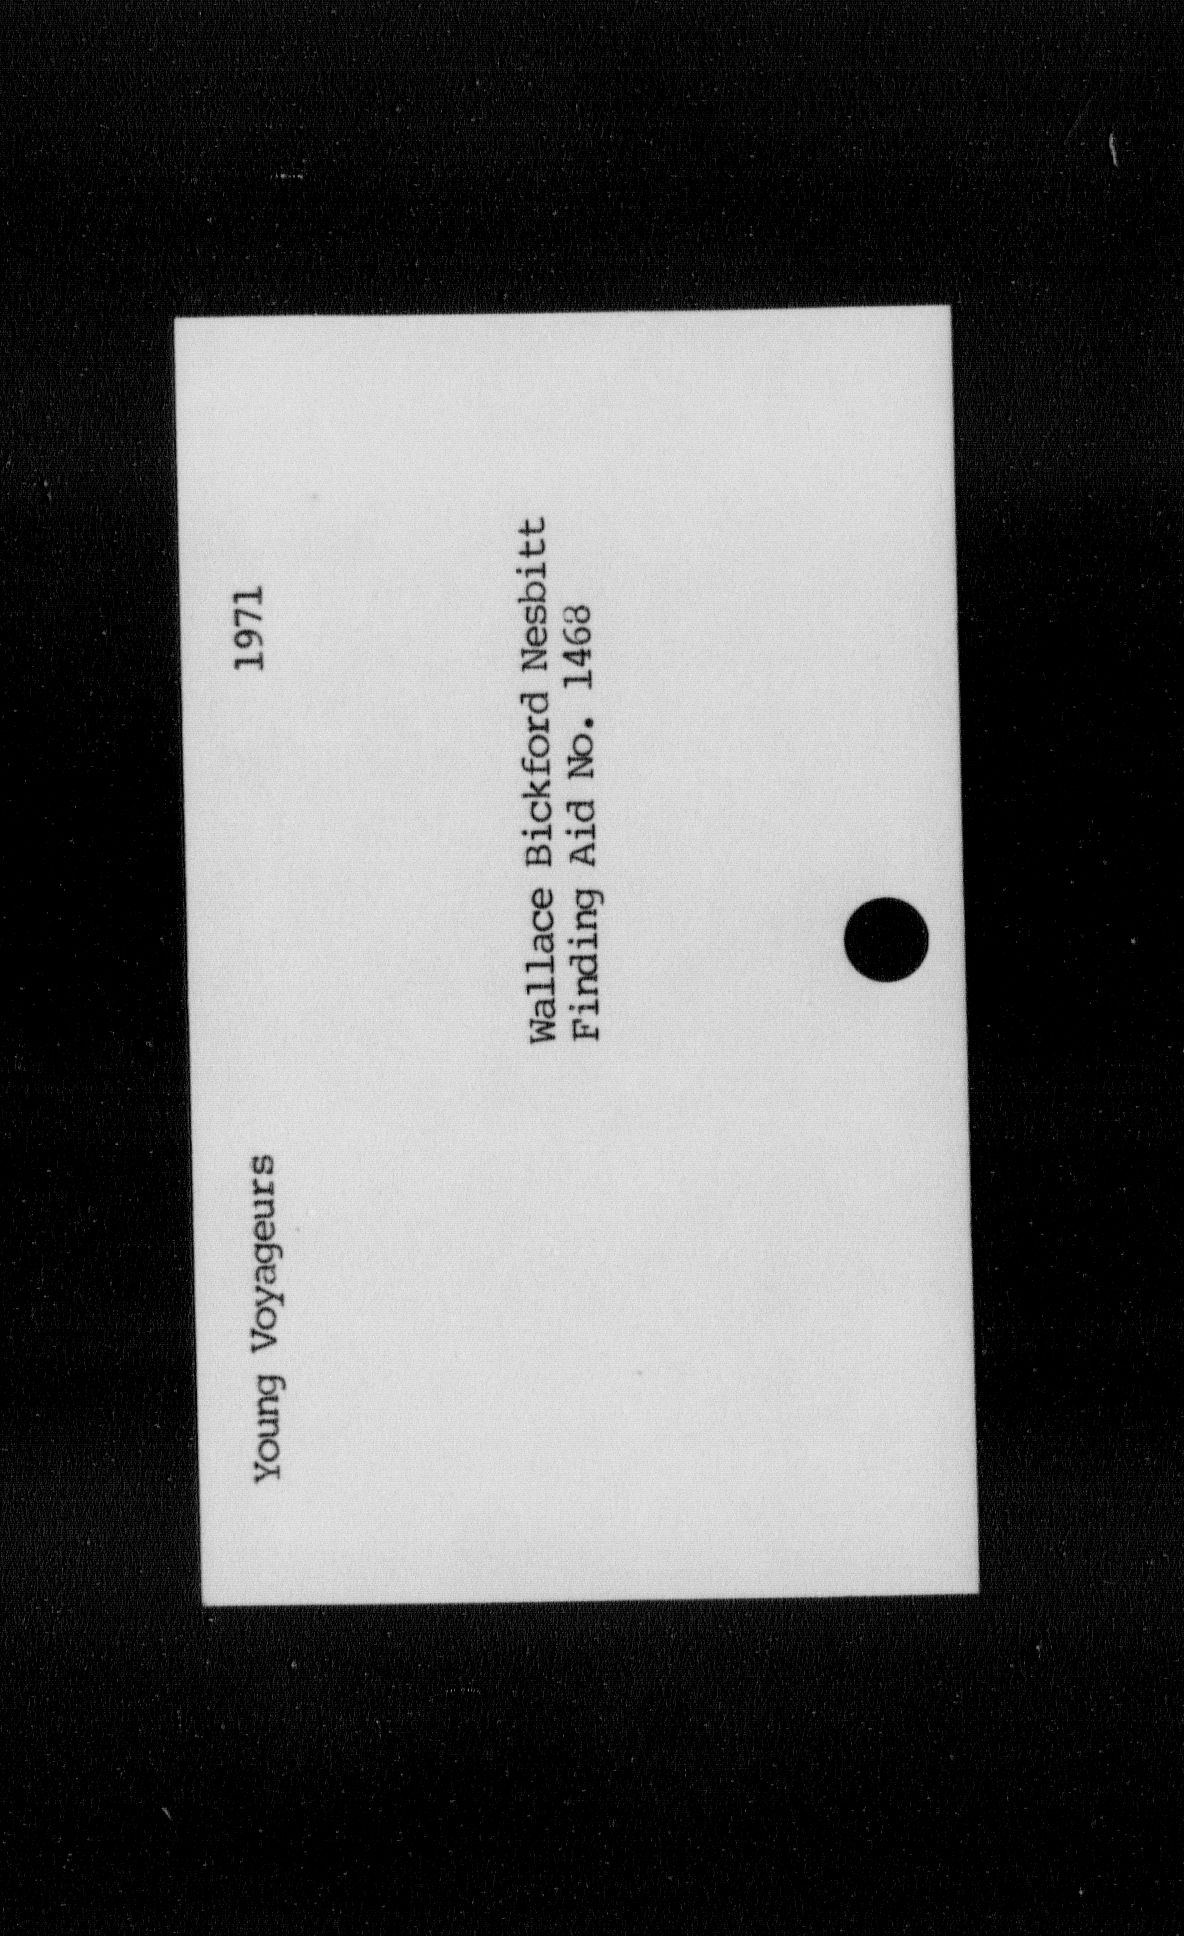 Young Voyageurs 1971
Wallace Bickford Nesbitt
Finding Aid No. 1468